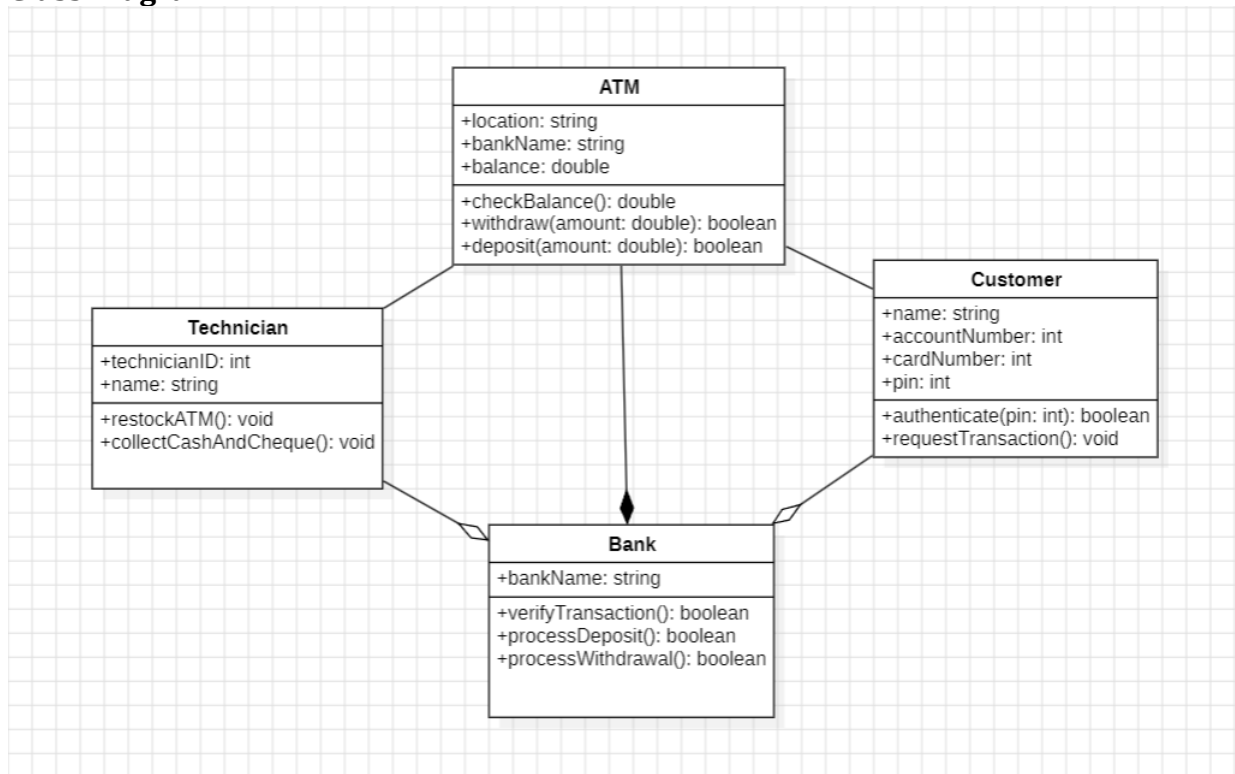 ATM
+location: string
+bankName: string
+balance: double
+checkBalance(): double
+withdraw(amount: double): boolean
+deposit(amount: double): boolean
Customer
+name: string
+accountNumber: int
+cardNumber: int
+pin: int
+authenticate(pin: int): boolean
+requestTransaction(): void
Technician
+technicianID: int
+name: string
+restockATM(): void
+collectCashAndCheque(): void
Bank
+bankName: string
+verifyTransaction(): boolean
+processDeposit(): boolean
+processWithdrawal(): boolean